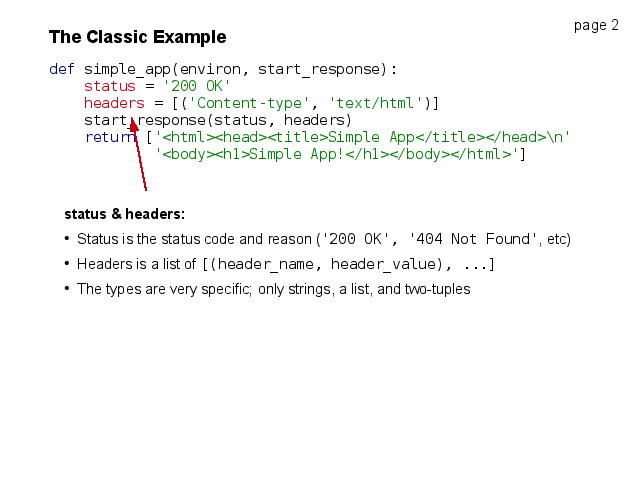 page 2
The Classic Example
def simple_app(environ, start_response):
    status = '200 OK'
    headers = [('Content-type', 'text/html')]
    start_response(status, headers)
    return ['<html><head><title>Simple App</title></head>\n'
            '<body><h1>Simple App!</h1></body></html>']
status & headers:
• Status is the status code and reason ('200 OK', '404 Not Found', etc)
• Headers is a list of [(header_name, header_value), ...]
• The types are very specific; only strings, a list, and two-tuples